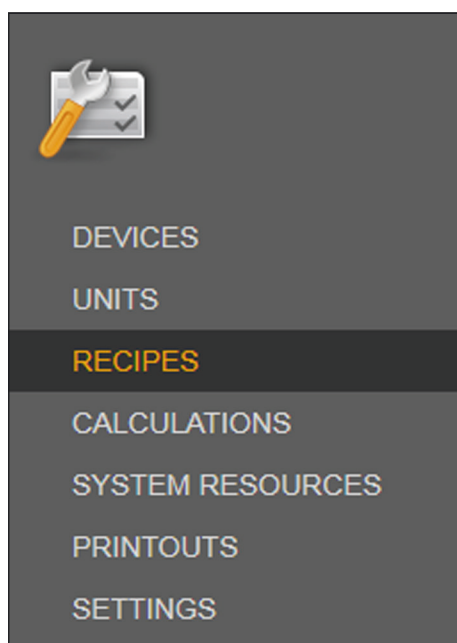 DEVICES
UNITS
RECIPES
CALCULATIONS
SYSTEM RESOURCES
PRINTOUTS
SETTINGS